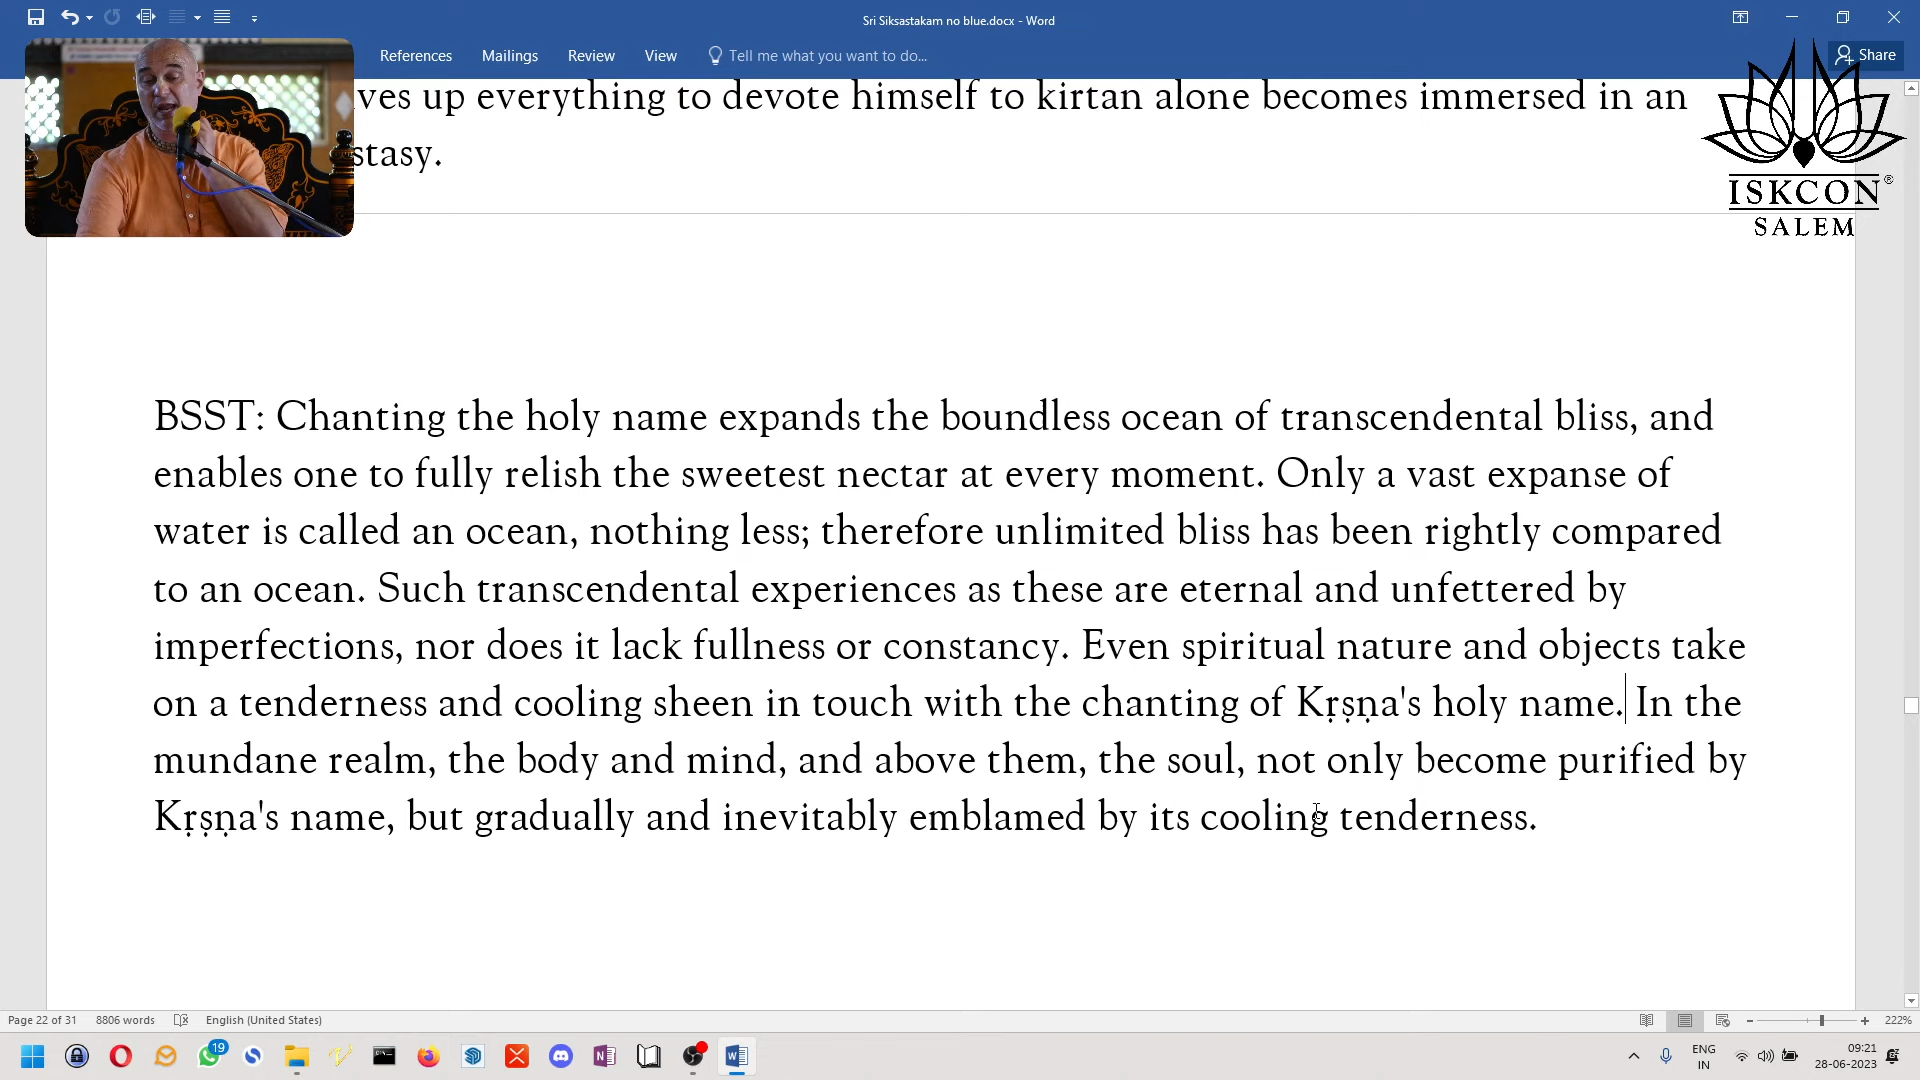 Sri Siksastakam no blue.docx - Word
References Mailings Review View Tell me what you want to do... Share
ves up everything to devote himself to kirtan alone becomes immersed in an
stasy.
ISKCON®
SALEM
BSST: Chanting the holy name expands the boundless ocean of transcendental bliss, and
enables one to fully relish the sweetest nectar at every moment. Only a vast expanse of
water is called an ocean, nothing less; therefore unlimited bliss has been rightly compared
to an ocean. Such transcendental experiences as these are eternal and unfettered by
imperfections, nor does it lack fullness or constancy. Even spiritual nature and objects take
on a tenderness and cooling sheen in touch with the chanting of Kṛṣṇa's holy name. In the
mundane realm, the body and mind, and above them, the soul, not only become purified by
Kṛṣṇa's name, but gradually and inevitably emblamed by its cooling tenderness.
Page 22 of 31 8806 words English (United States) 222%
19 ENG 09:21
IN 28-06-2023